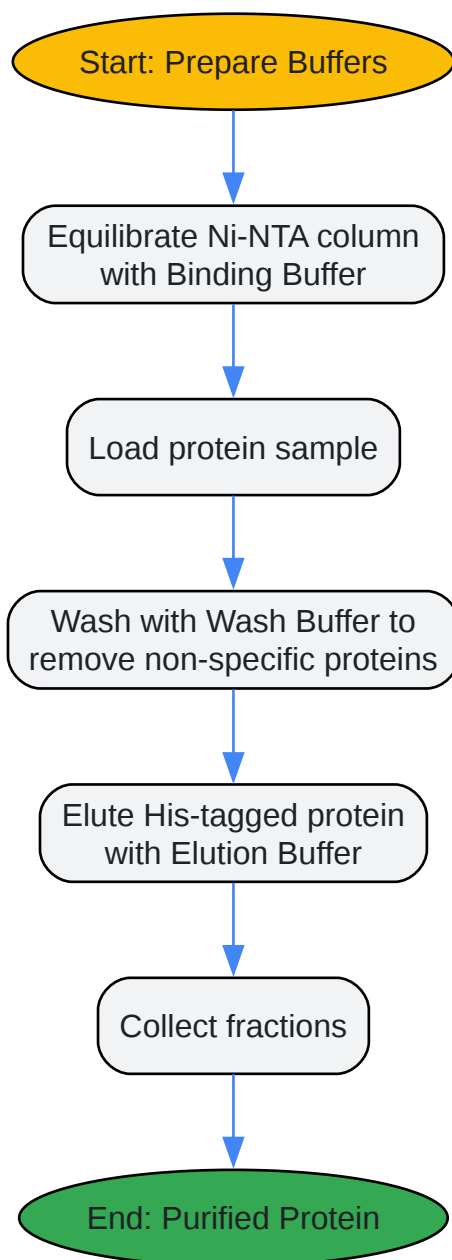 Start: Prepare Buffers
Equilibrate Ni-NTA column
with Binding Buffer
Load protein sample
Wash with Wash Buffer to
remove non-specific proteins
Elute His-tagged protein
with Elution Buffer
Collect fractions
End: Purified Protein